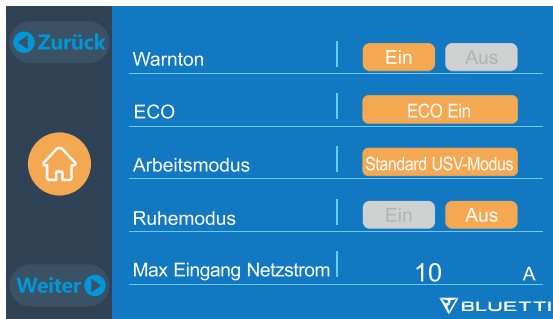 Zurück
Warnton Ein Aus
ECO ECO Ein
Arbeitsmodus Standard USV-Modus
Ruhemodus Ein Aus
Max Eingang Netzstrom 10 A
Weiter
BLUETTI